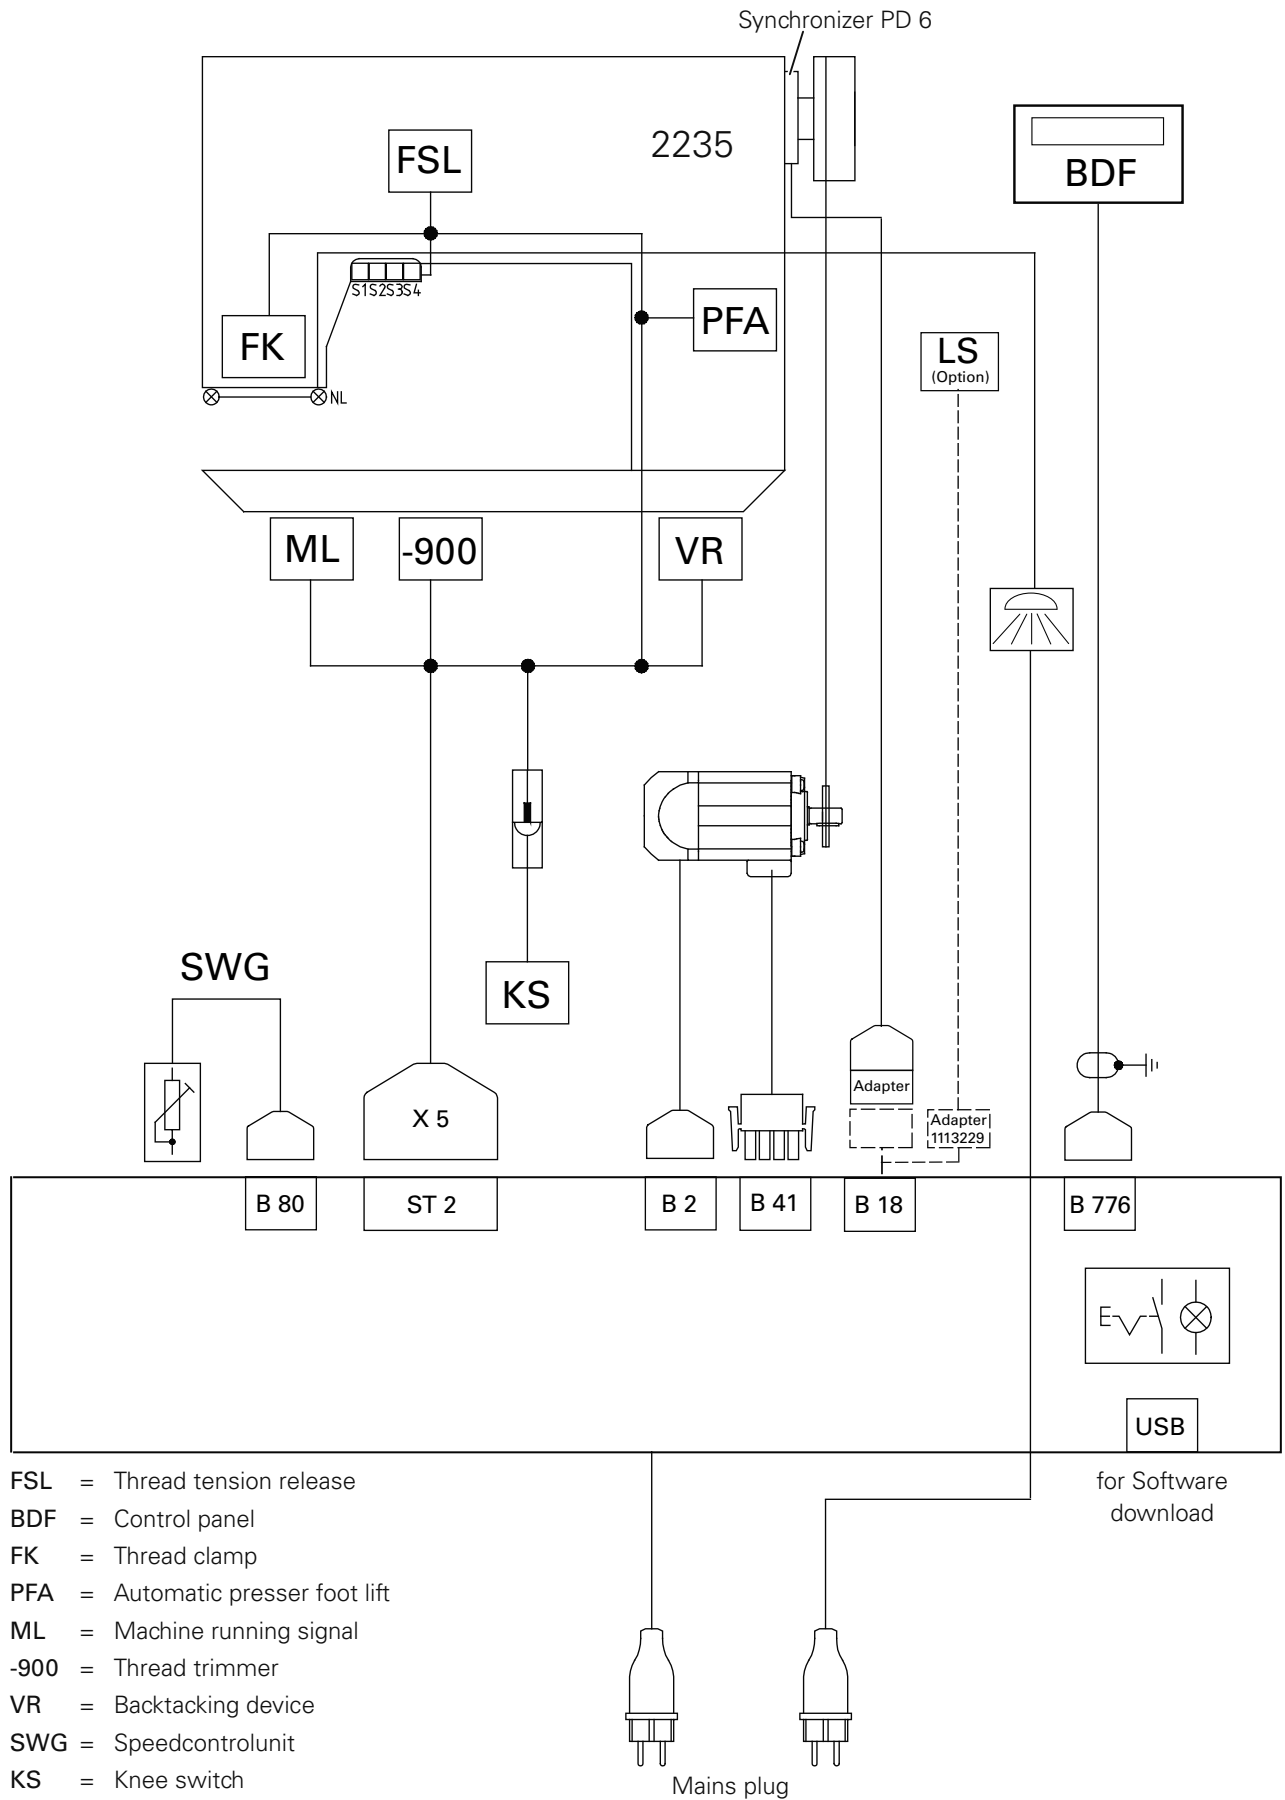 Synchronizer PD 6
2235
FSL
BDF
S1S2S3S4
PFA
FK
LS
(Option)
NL
ML
-900
VR
SWG
KS
X 5
Adapter
Adapter
1113229
B 80
ST 2
B 2
B 41
B 18
B 776
USB
for Software
download
FSL = Thread tension release
BDF = Control panel
FK = Thread clamp
PFA = Automatic presser foot lift
ML = Machine running signal
-900 = Thread trimmer
VR = Backtacking device
SWG = Speedcontrolunit
KS = Knee switch
Mains plug